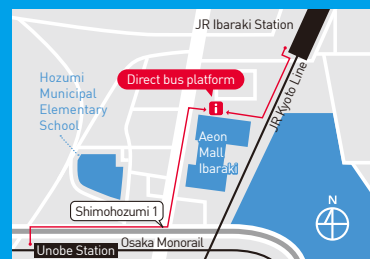 JR Ibaraki Station
Hozumi
Municipal
Elementary
School
Direct bus platform
i
JR Kyoto Line
Aeon
Mall
Ibaraki
N
Shimohozumi 1
Osaka Monorail
Unobe Station